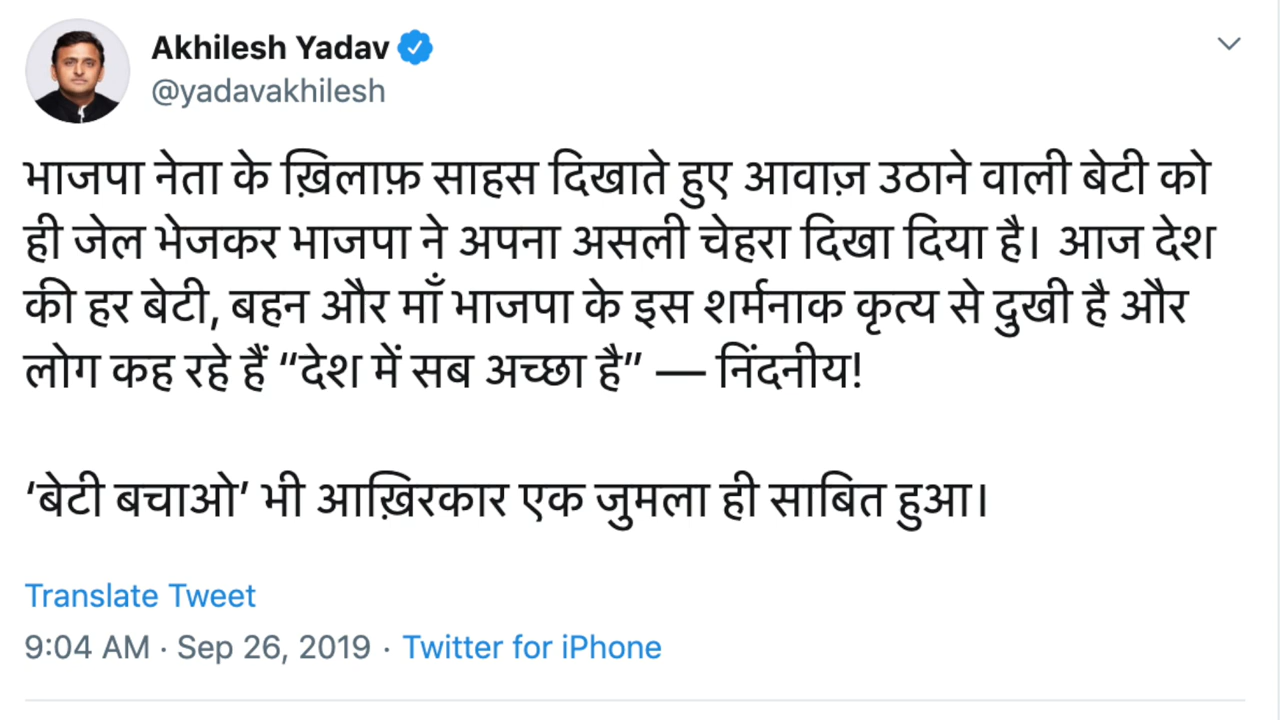 Akhilesh Yadav
@yadavakhilesh
भाजपा नेता के ख़िलाफ़ साहस दिखाते हुए आवाज़ उठाने वाली बेटी को
ही जेल भेजकर भाजपा ने अपना असली चेहरा दिखा दिया है। आज देश
की हर बेटी, बहन और माँ भाजपा के इस शर्मनाक कृत्य से दुखी है और
लोग कह रहे हैं “देश में सब अच्छा है” — निंदनीय!
‘बेटी बचाओ’ भी आख़िरकार एक जुमला ही साबित हुआ।
Translate Tweet
9:04 AM · Sep 26, 2019 · Twitter for iPhone